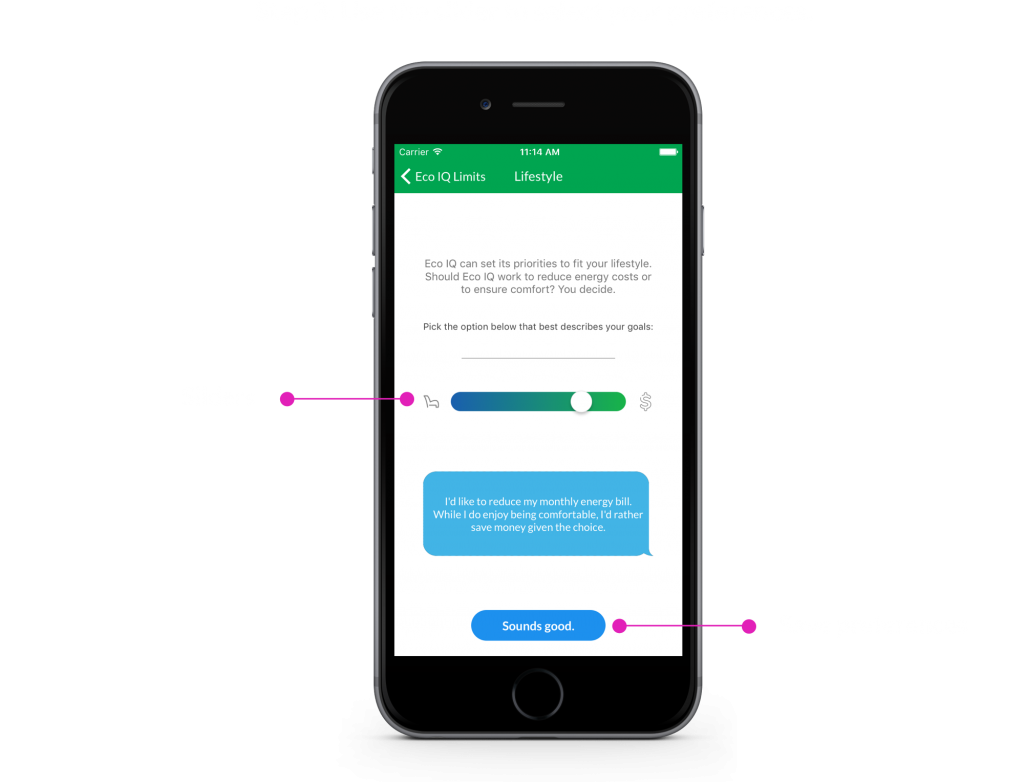 Carrier
11:14 AM
Eco IQ Limits
Lifestyle
Eco IQ can set its priorities to fit your lifestyle.
Should Eco IQ work to reduce energy costs or
to ensure comfort? You decide.
Pick the option below that best describes your goals:
$
I'd like to reduce my monthly energy bill.
While I do enjoy being comfortable, I'd rather
save money given the choice.
Sounds good.